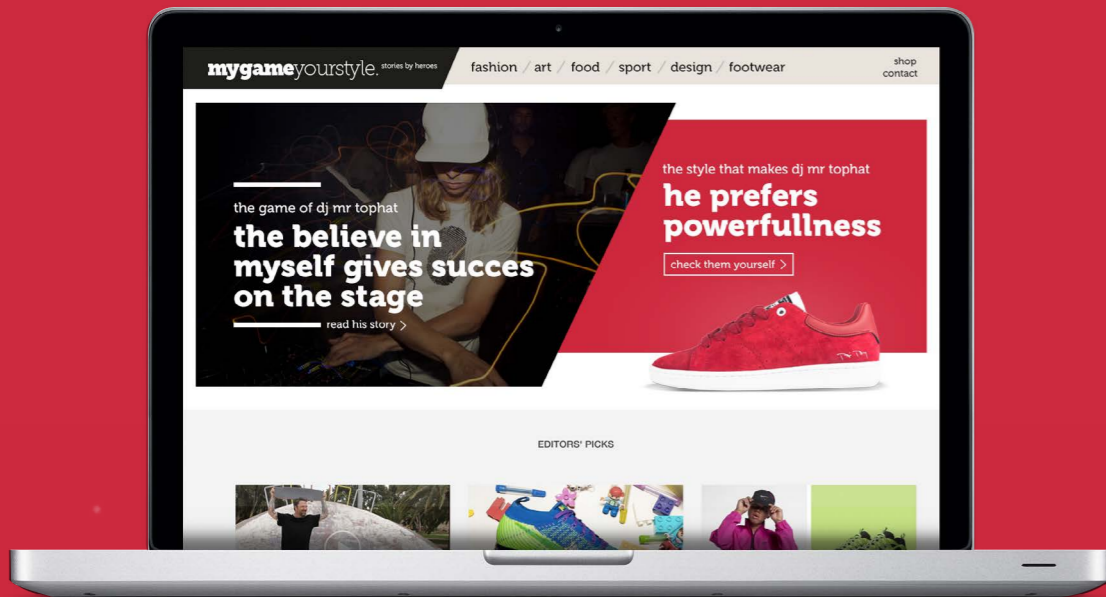 mygameyourstyle. stories by heroes
fashion / art / food / sport / design / footwear
shop
contact
the game of dj mr tophat
the believe in
myself gives succes
on the stage
read his story >
the style that makes dj mr tophat
he prefers
powerfullness
check them yourself >
EDITORS' PICKS